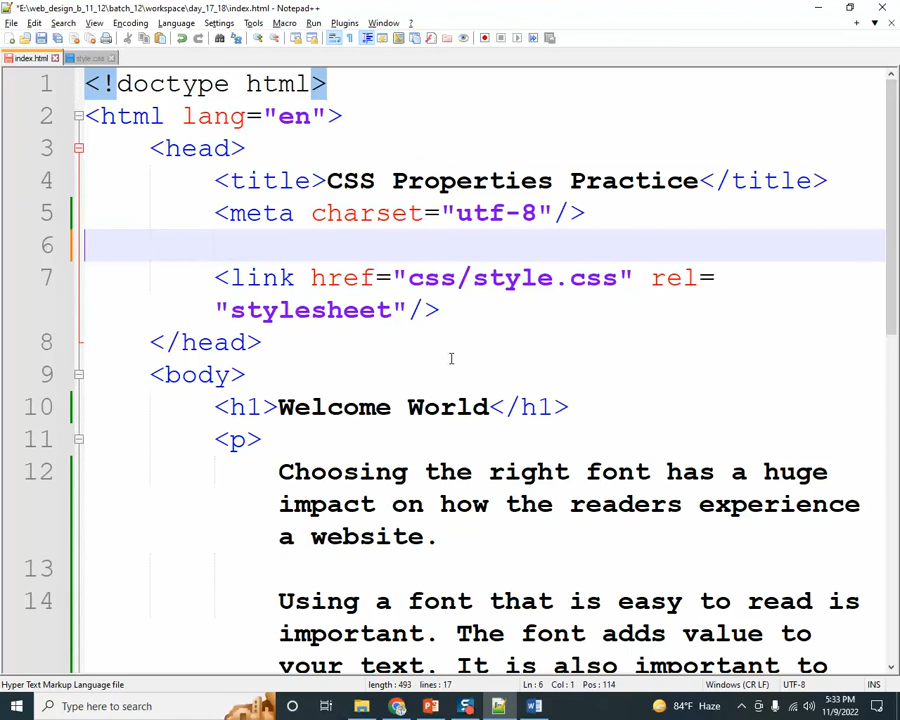 *E:\web_design_b_11_12\batch_12\workspace\day_17_18\index.html - Notepad++
File Edit Search View Encoding Language Settings Tools Macro Run Plugins Window ?
index.html style.css
1 <!doctype html>
2 <html lang="en">
3 <head>
4 <title>CSS Properties Practice</title>
5 <meta charset="utf-8"/>
6
7 <link href="css/style.css" rel=
"stylesheet"/>
8 </head>
9 <body>
10 <h1>Welcome World</h1>
11 <p>
12 Choosing the right font has a huge
impact on how the readers experience
a website.
13
14 Using a font that is easy to read is
important. The font adds value to
your text. It is also important to
Hyper Text Markup Language file length : 493 lines : 17 Ln : 6 Col : 1 Pos : 114 Windows (CR LF) UTF-8 INS
Type here to search 84°F Haze 5:33 PM
11/9/2022